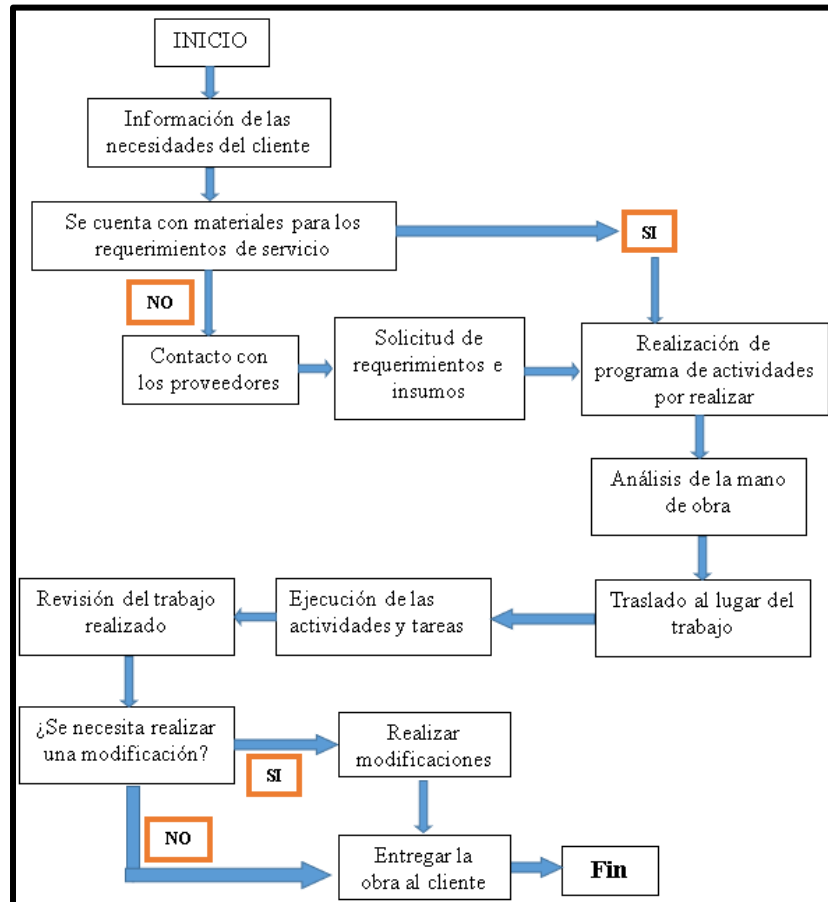 INICIO
Información de las
necesidades del cliente
Se cuenta con materiales para los
requerimientos de servicio
SI
NO
Contacto con
los proveedores
Solicitud de
requerimientos e
insumos
Realización de
programa de actividades
por realizar
Análisis de la mano
de obra
Traslado al lugar del
trabajo
Ejecución de las
actividades y tareas
Revisión del trabajo
realizado
¿Se necesita realizar
una modificación?
SI
Realizar
modificaciones
NO
Entregar la
obra al cliente
Fin